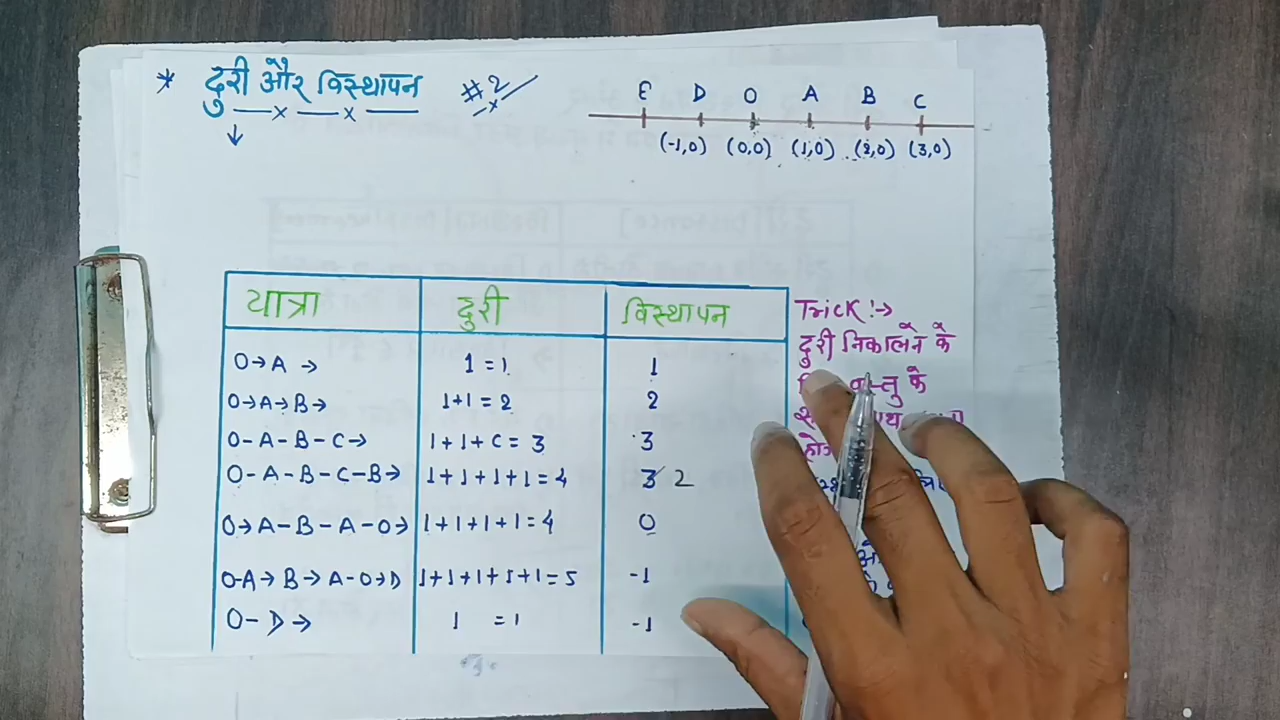 * दुरी और विस्थापन #2
E D O A B C
(-1,0) (0,0) (1,0) (2,0) (3,0)
यात्रा दुरी विस्थापन
O→A→ 1 = 1 1
O→A→B→ 1+1 = 2 2
O-A-B-C→ 1+1+C = 3 3
O-A-B-C-B→ 1+1+1+1=4 3 2
O→A-B-A-O→ 1+1+1+1=4 0
O-A→B→A-O→D 1+1+1+1+1=5 -1
O-D→ 1 =1 -1
Trick :→
दुरी निकालने के
के